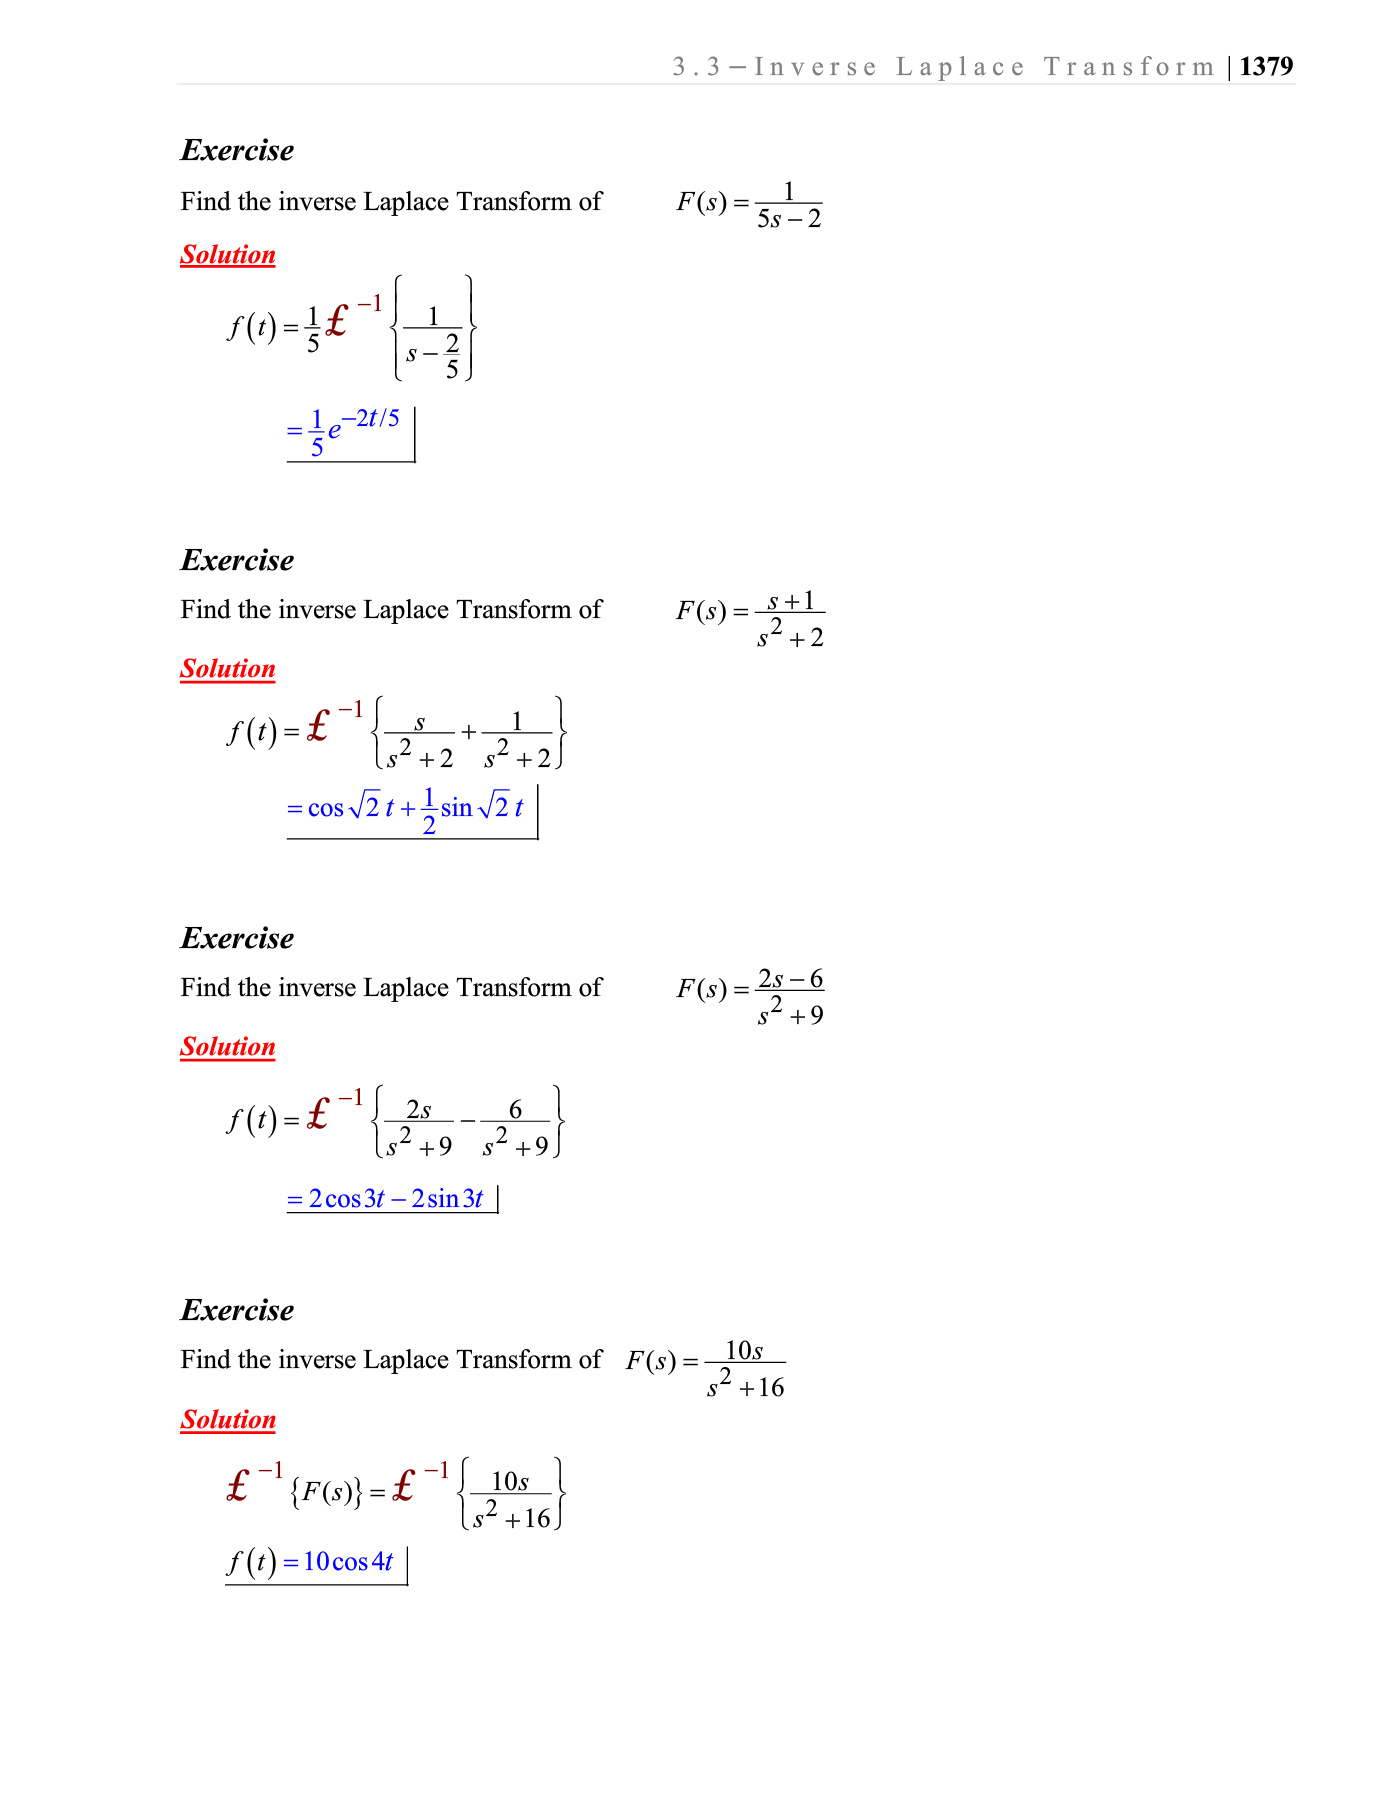 3.3 – Inverse Laplace Transform | 1379
Exercise
Find the inverse Laplace Transform of F(s) = \frac{1}{5s - 2}
Solution
f(t) = \frac{1}{5} £^{-1} \left\{ \frac{1}{s - \frac{2}{5}} \right\}
= \frac{1}{5} e^{-2t/5}
Exercise
Find the inverse Laplace Transform of F(s) = \frac{s + 1}{s^2 + 2}
Solution
f(t) = £^{-1} \left\{ \frac{s}{s^2 + 2} + \frac{1}{s^2 + 2} \right\}
= \cos \sqrt{2} t + \frac{1}{2} \sin \sqrt{2} t
Exercise
Find the inverse Laplace Transform of F(s) = \frac{2s - 6}{s^2 + 9}
Solution
f(t) = £^{-1} \left\{ \frac{2s}{s^2 + 9} - \frac{6}{s^2 + 9} \right\}
= 2 \cos 3t - 2 \sin 3t
Exercise
Find the inverse Laplace Transform of F(s) = \frac{10s}{s^2 + 16}
Solution
£^{-1} \{F(s)\} = £^{-1} \left\{ \frac{10s}{s^2 + 16} \right\}
f(t) = 10 \cos 4t